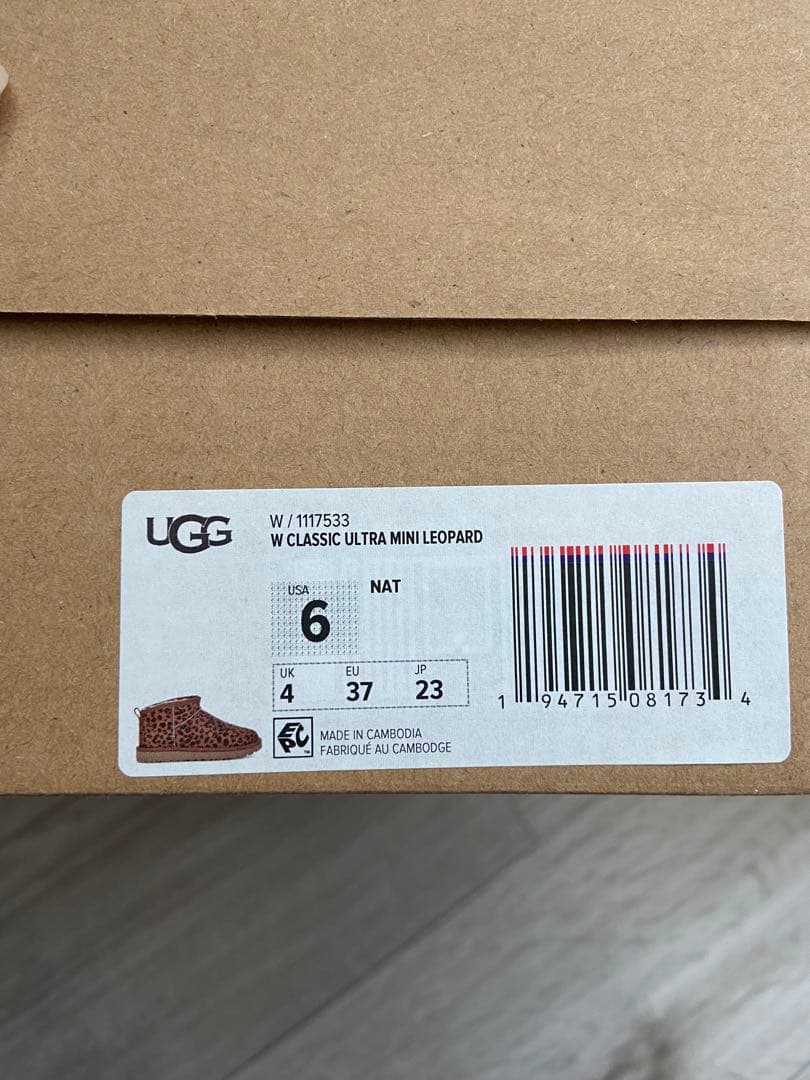 UGG
W / 1117533
W CLASSIC ULTRA MINI LEOPARD
USA
6
NAT
UK
4
EU
37
JP
23
EPC
MADE IN CAMBODIA
FABRIQUÉ AU CAMBODGE
1 94715 08173 4